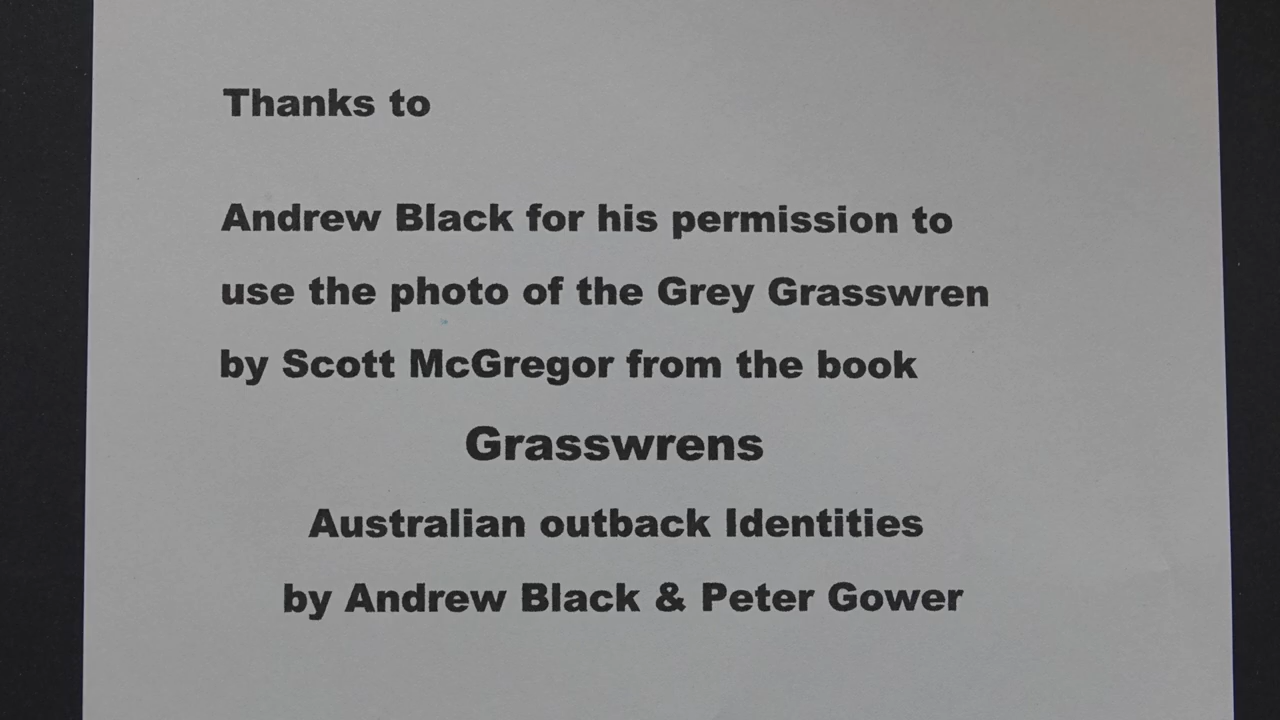 Thanks to
Andrew Black for his permission to
use the photo of the Grey Grasswren
by Scott McGregor from the book
Grasswrens
Australian outback Identities
by Andrew Black & Peter Gower